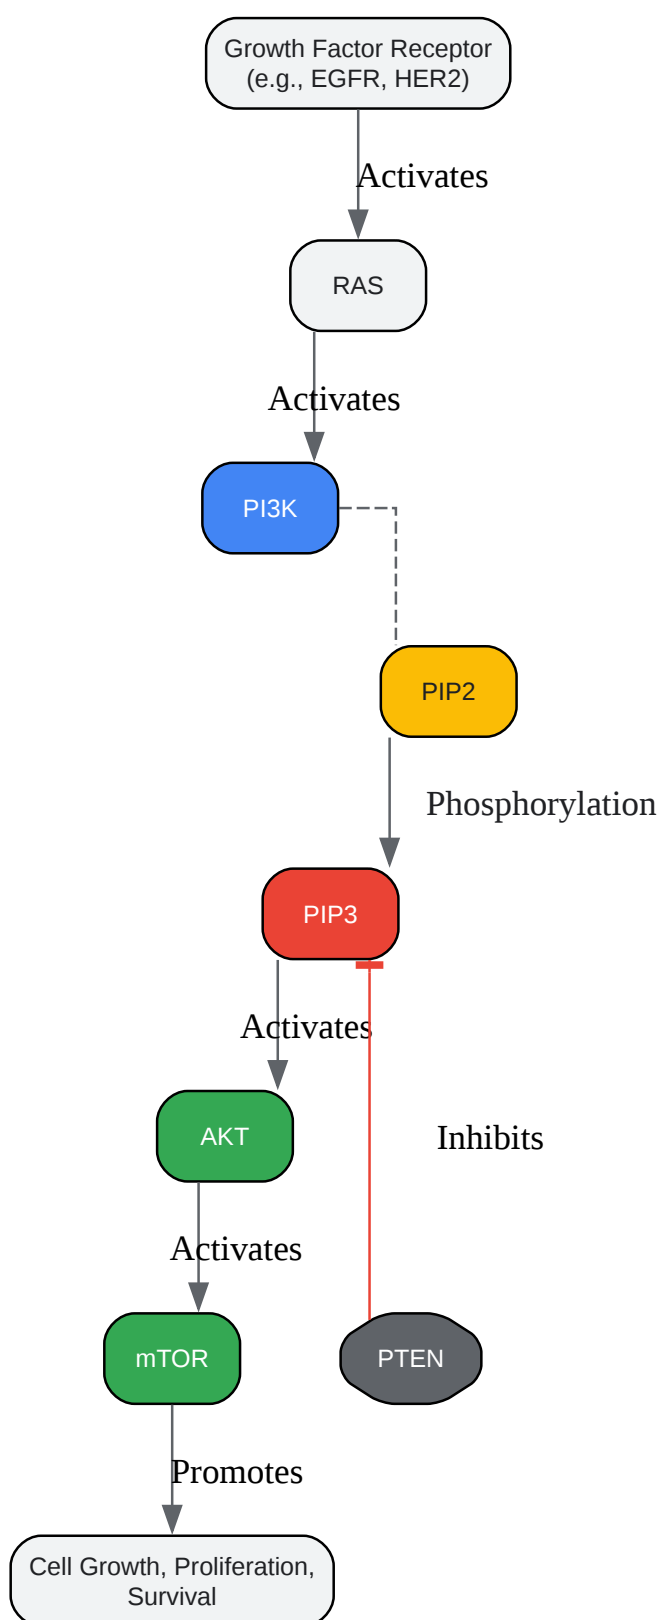 Growth Factor Receptor
(e.g., EGFR, HER2)
Activates
RAS
Activates
PI3K
PIP2
Phosphorylation
PIP3
Activates
AKT
Inhibits
Activates
mTOR
PTEN
Promotes
Cell Growth, Proliferation,
Survival